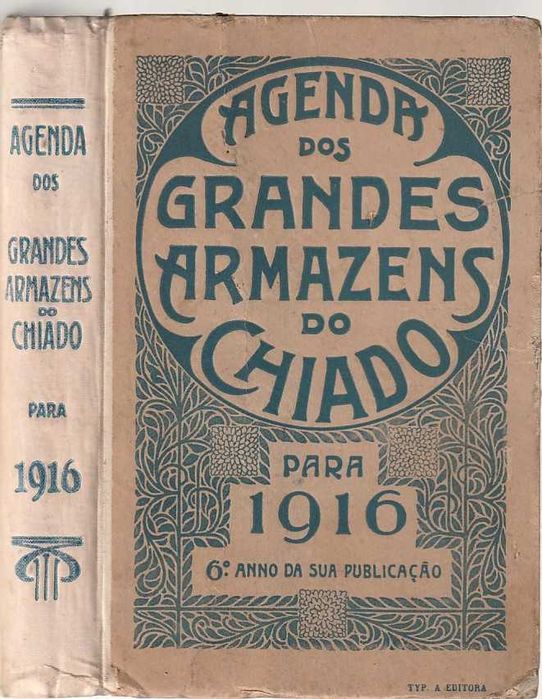 AGENDA
DOS
GRANDES
ARMAZENS
DO
CHIADO
PARA
1916
AGENDA
DOS
GRANDES
ARMAZENS
DO
CHIADO
PARA
1916
6º ANNO DA SUA PUBLICAÇÃO
TYP. A EDITORA